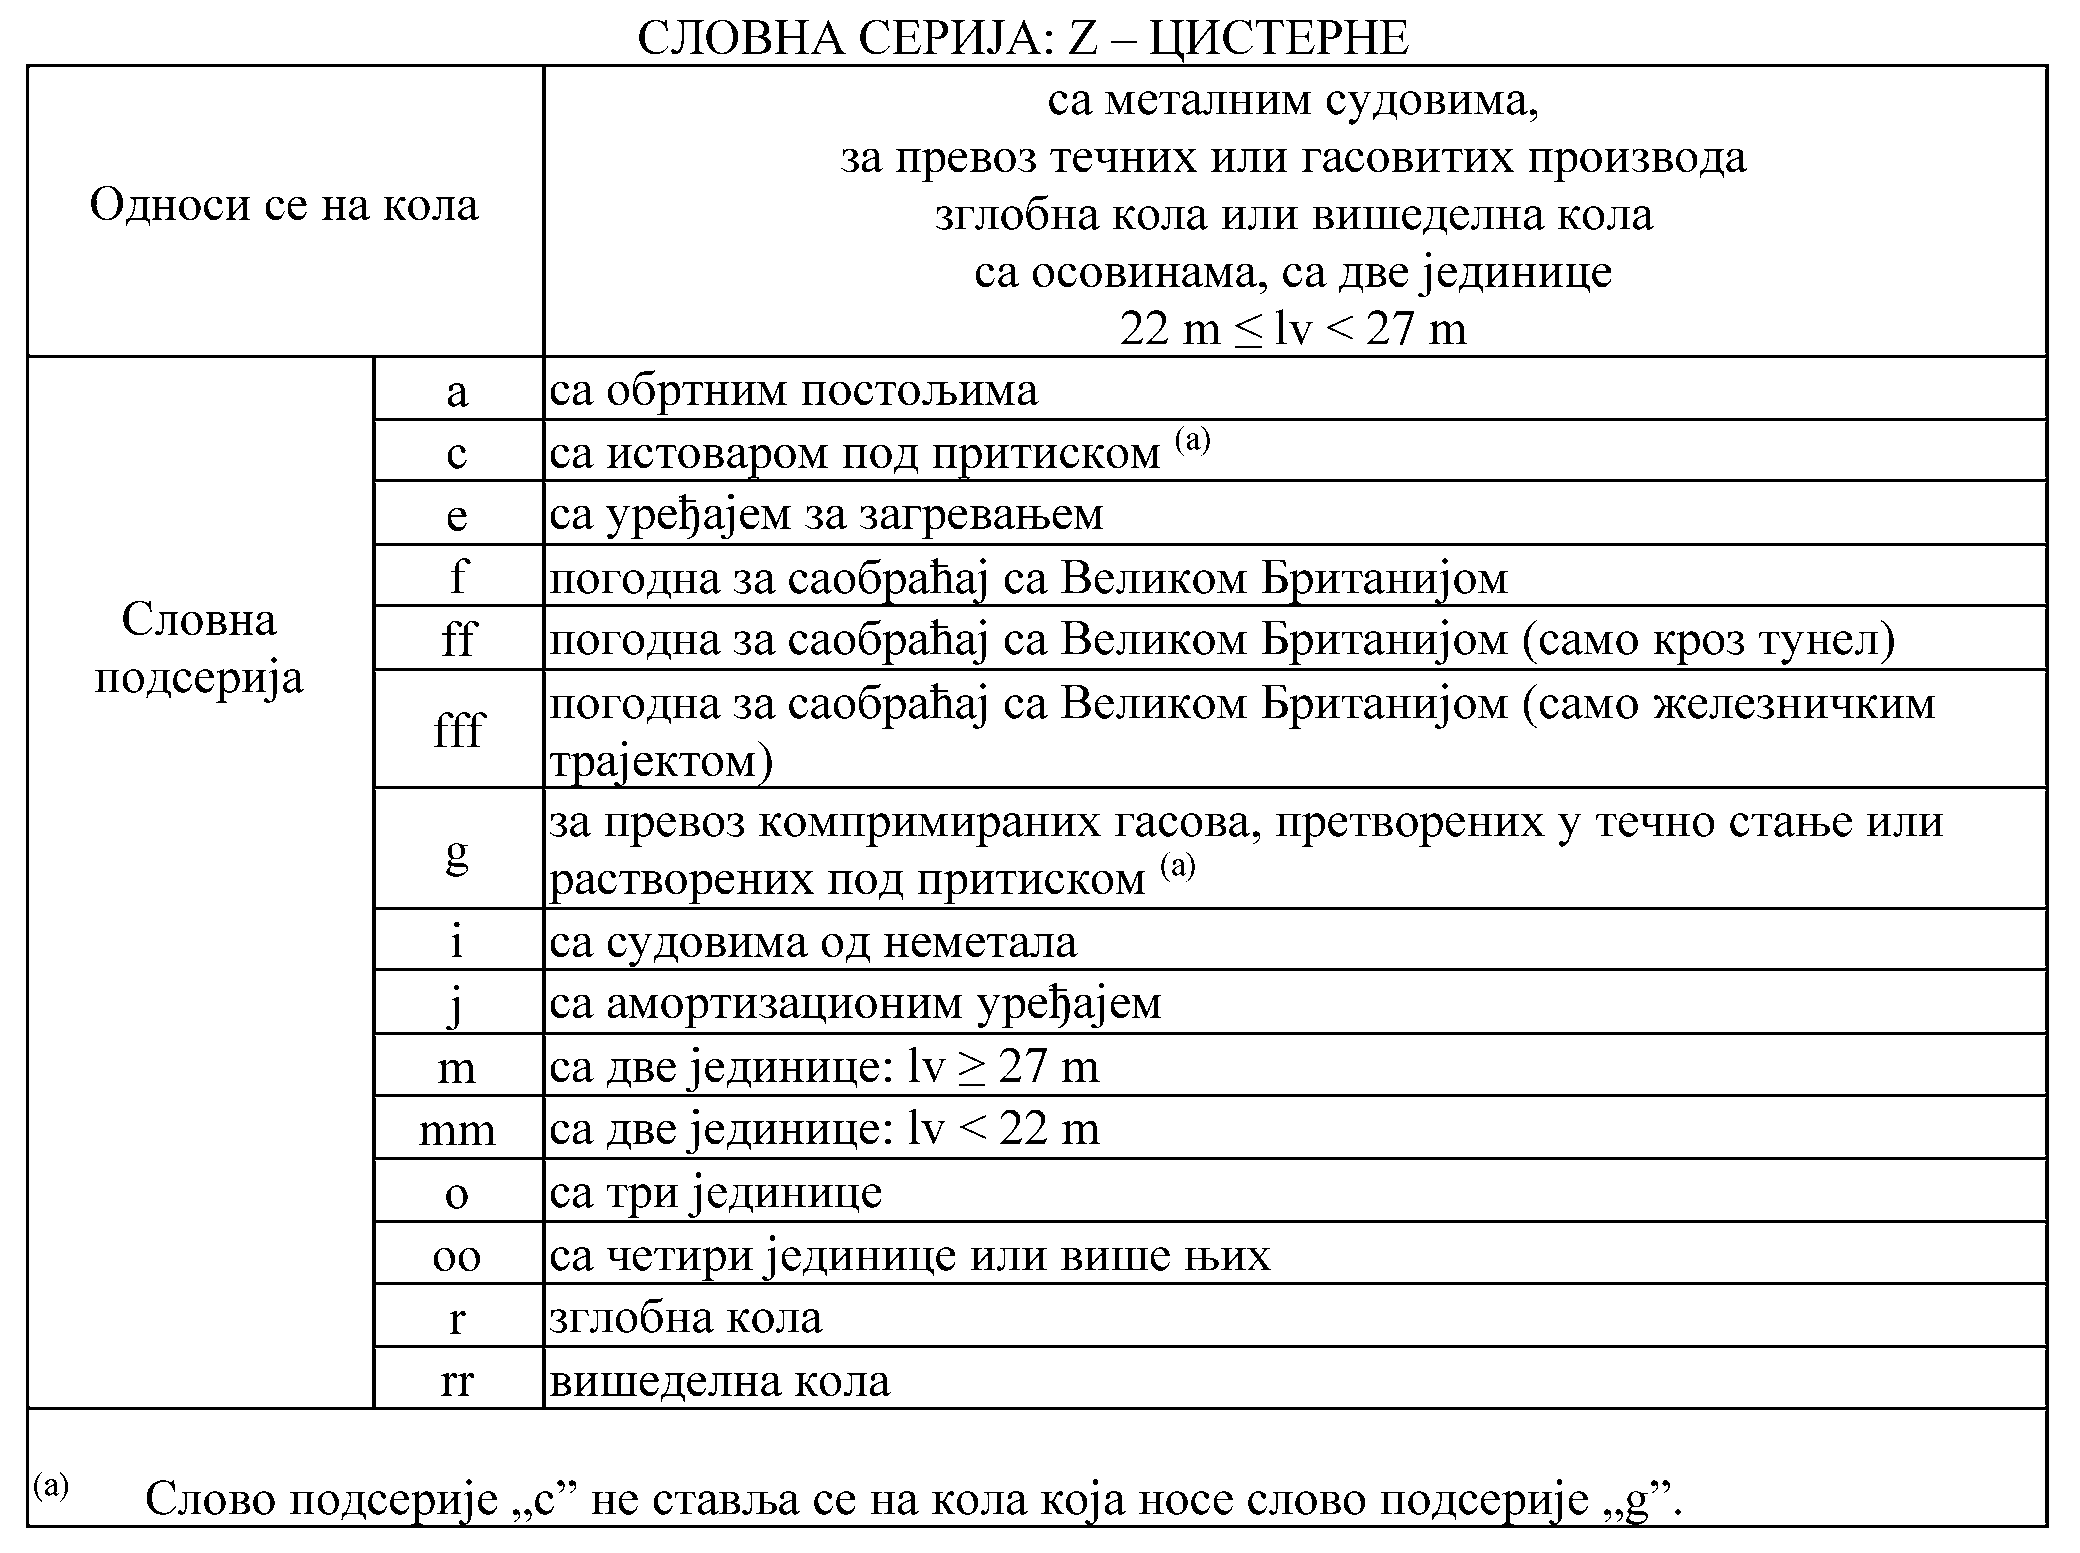 СЛОВНА СЕРИЈА: Z – ЦИСТЕРНЕ
Односи се на кола
са металним судовима,
за превоз течних или гасовитих производа
зглобна кола или вишеделна кола
са осовинама, са две јединице
22 m ≤ lv < 27 m
Словна
подсерија
a са обртним постољима
c са истоваром под притиском (a)
e са уређајем за загревањем
f погодна за саобраћај са Великом Британијом
ff погодна за саобраћај са Великом Британијом (само кроз тунел)
fff погодна за саобраћај са Великом Британијом (само железничким
трајектом)
g за превоз компримираних гасова, претворених у течно стање или
растворених под притиском (a)
i са судовима од неметала
j са амортизационим уређајем
m са две јединице: lv ≥ 27 m
mm са две јединице: lv < 22 m
o са три јединице
oo са четири јединице или више њих
r зглобна кола
rr вишеделна кола
(a) Слово подсерије „c” не ставља се на кола која носе слово подсерије „g”.